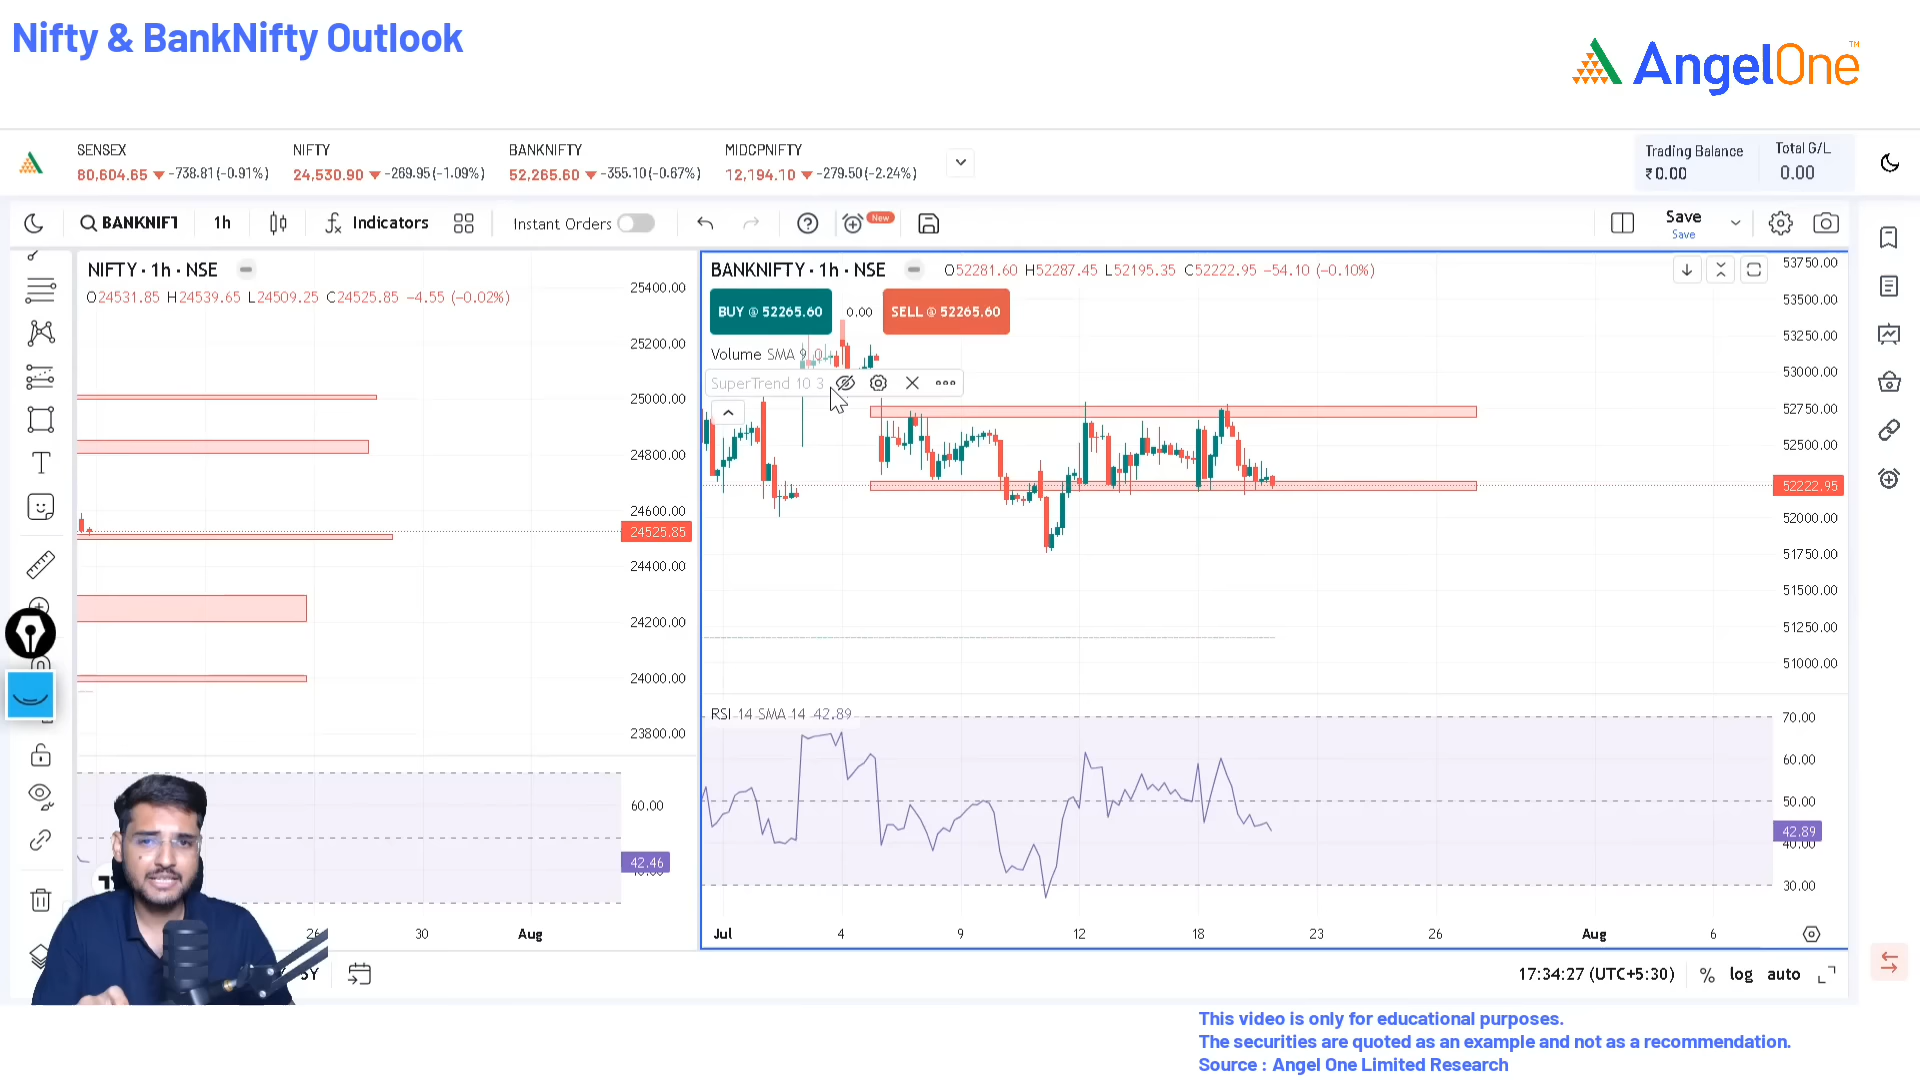 Nifty & BankNifty Outlook
AngelOne
TM
SENSEX
80,604.65 ▼ -738.81(-0.91%)
NIFTY
24,530.90 ▼ -269.95(-1.09%)
BANKNIFTY
52,265.60 ▼ -355.10(-0.67%)
MIDCPNIFTY
12,194.10 ▼ -279.50(-2.24%)
Trading Balance
₹0.00
Total G/L
0.00
BANKNIFT
1h
Indicators
Instant Orders
New
Save
Save
NIFTY · 1h · NSE
O24531.85 H24539.65 L24509.25 C24525.85 −4.55 (−0.02%)
25400.00
25200.00
25000.00
24800.00
24600.00
24525.85
24400.00
24200.00
24000.00
23800.00
60.00
42.46
26
30
Aug
5Y
BANKNIFTY · 1h · NSE
O52281.60 H52287.45 L52195.35 C52222.95 −54.10 (−0.10%)
BUY @ 52265.60
0.00
SELL @ 52265.60
Volume SMA 9 0
SuperTrend 10 3
53750.00
53500.00
53250.00
53000.00
52750.00
52500.00
52222.95
52000.00
51750.00
51500.00
51250.00
51000.00
RSI 14 SMA 14 42.89
70.00
60.00
50.00
42.89
40.00
30.00
Jul
4
9
12
18
23
26
Aug
6
17:34:27 (UTC+5:30)
%
log
auto
This video is only for educational purposes.
The securities are quoted as an example and not as a recommendation.
Source : Angel One Limited Research